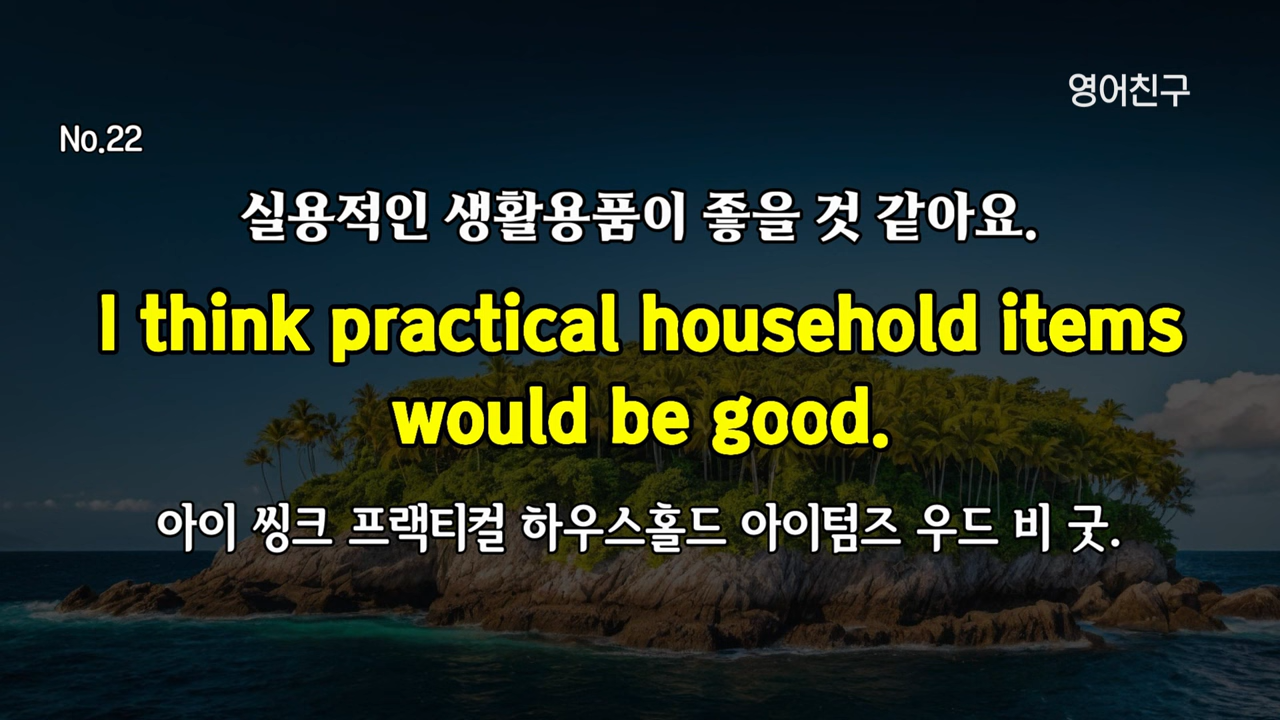 영어친구
No.22
실용적인 생활용품이 좋을 것 같아요.
I think practical household items
would be good.
아이 씽크 프랙티컬 하우스홀드 아이텀즈 우드 비 굿.